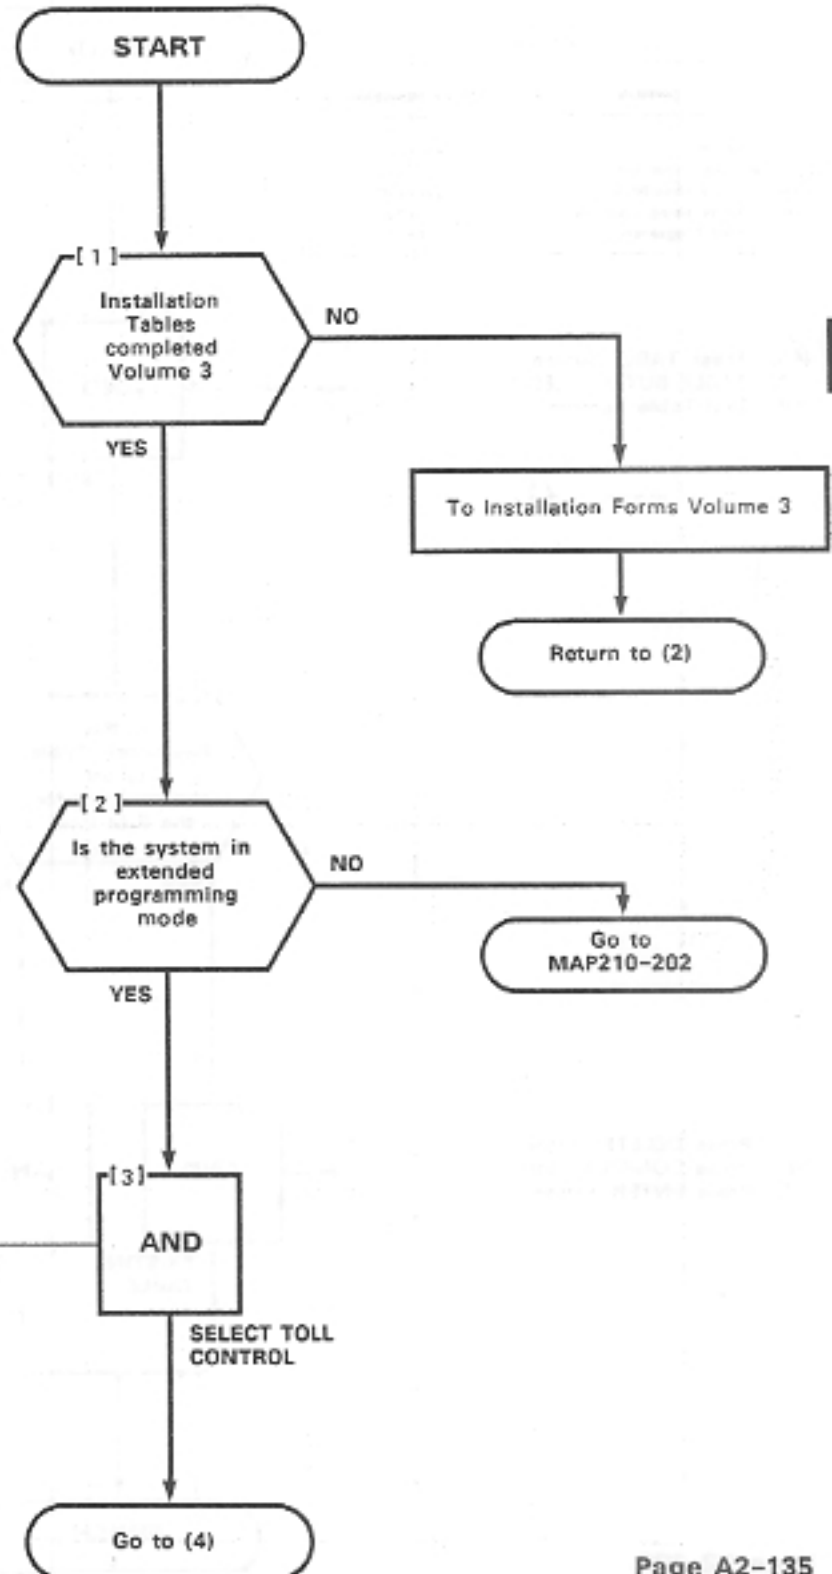 START
[ 1 ]
Installation
Tables
completed
Volume 3
NO
YES
To Installation Forms Volume 3
Return to (2)
[ 2 ]
Is the system in
extended
programming
mode
NO
Go to
MAP210-202
YES
[3]
AND
SELECT TOLL
CONTROL
Go to (4)
Page A2-135